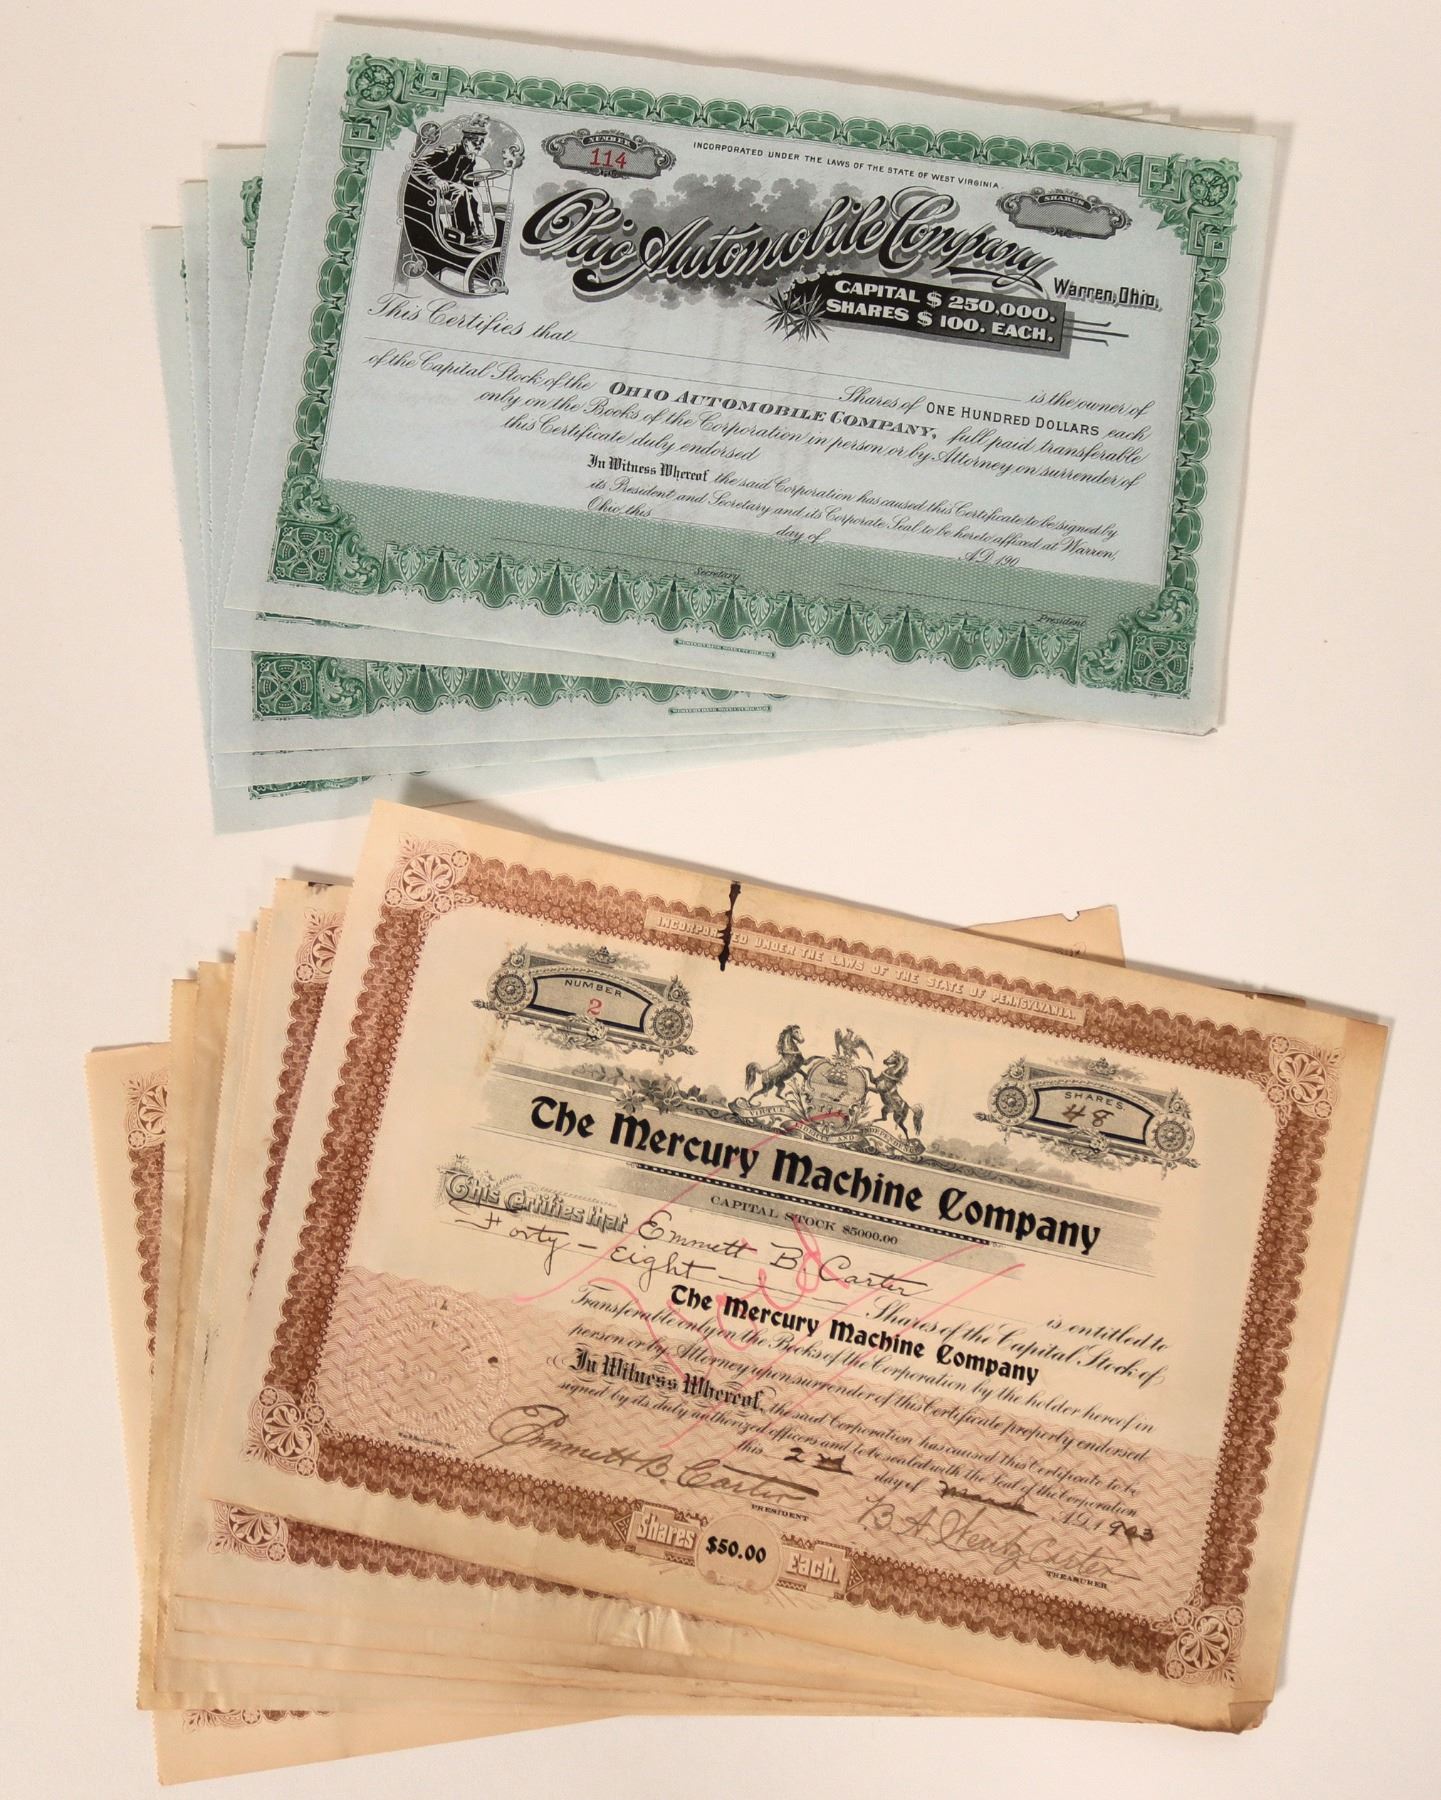 NUMBER
114
INCORPORATED UNDER THE LAWS OF THE STATE OF WEST VIRGINIA
SHARES
Ohio Automobile Company
Warren, Ohio.
CAPITAL $ 250,000.
SHARES $ 100. EACH.
This Certifies that
is the owner of
Shares of ONE HUNDRED DOLLARS each
of the Capital Stock of the OHIO AUTOMOBILE COMPANY, full paid transferable
only on the Books of the Corporation in person or by Attorney on surrender of
this Certificate duly endorsed
In Witness Whereof the said Corporation has caused this Certificate to be signed by
its President and Secretary and its Corporate Seal to be hereto affixed at Warren,
Ohio, this day of A.D. 190
Secretary
President
INCORPORATED UNDER THE LAWS OF THE STATE OF PENNSYLVANIA.
NUMBER
2
SHARES
48
VIRTUE LIBERTY AND INDEPENDENCE
The Mercury Machine Company
CAPITAL STOCK $5000.00
This Certifies that Emmett B. Carter
is entitled to
Forty-Eight Shares of the Capital Stock of
The Mercury Machine Company
Transferable only on the Books of the Corporation by the holder hereof in
person or by Attorney upon surrender of this Certificate properly endorsed.
In Witness Whereof, the said Corporation has caused this Certificate to be
signed by its duly authorized officers and to be sealed with the Seal of the Corporation
this 2nd day of March A.D. 1903
Emmett B. Carter
PRESIDENT
TREASURER
Shares $50.00 Each.